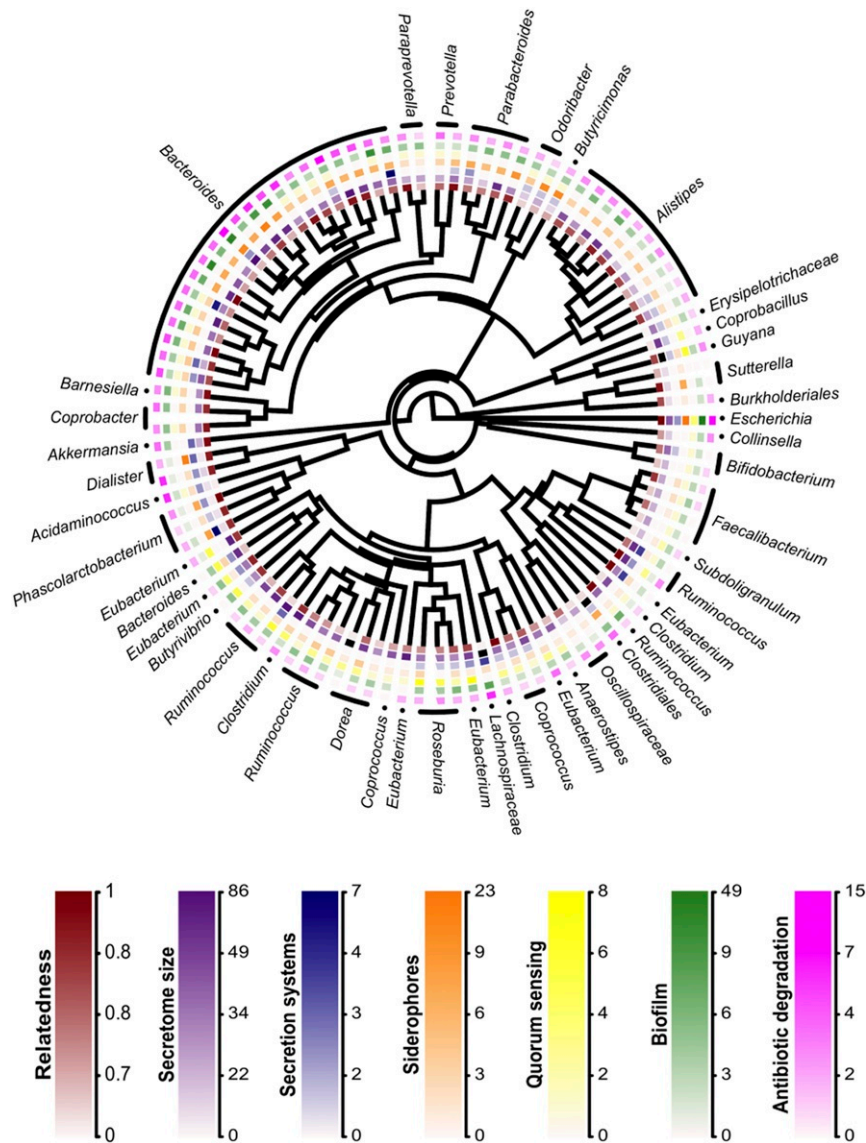 Paraprevotella
Prevotella
Parabacteroides
Odoribacter
Butyricimonas
Alistipes
Erysipelotrichaceae
Coprobacillus
Guyana
Sutterella
Burkholderiales
Escherichia
Collinsella
Bifidobacterium
Faecalibacterium
Subdoligranulum
Ruminococcus
Eubacterium
Clostridium
Ruminococcus
Clostridiales
Oscillospiraceae
Anaerostipes
Eubacterium
Coprococcus
Clostridium
Lachnospiraceae
Eubacterium
Roseburia
Eubacterium
Coprococcus
Dorea
Ruminococcus
Clostridium
Ruminococcus
Butyrivibrio
Eubacterium
Bacteroides
Eubacterium
Phascolarctobacterium
Acidaminococcus
Dialister
Akkermansia
Coprobacter
Barnesiella
Bacteroides
Relatedness
1
0.8
0.8
0.7
0
Secretome size
86
49
34
22
0
Secretion systems
7
4
3
2
0
Siderophores
23
9
6
3
0
Quorum sensing
8
6
4
2
0
Biofilm
49
9
6
3
0
Antibiotic degradation
15
7
4
2
0